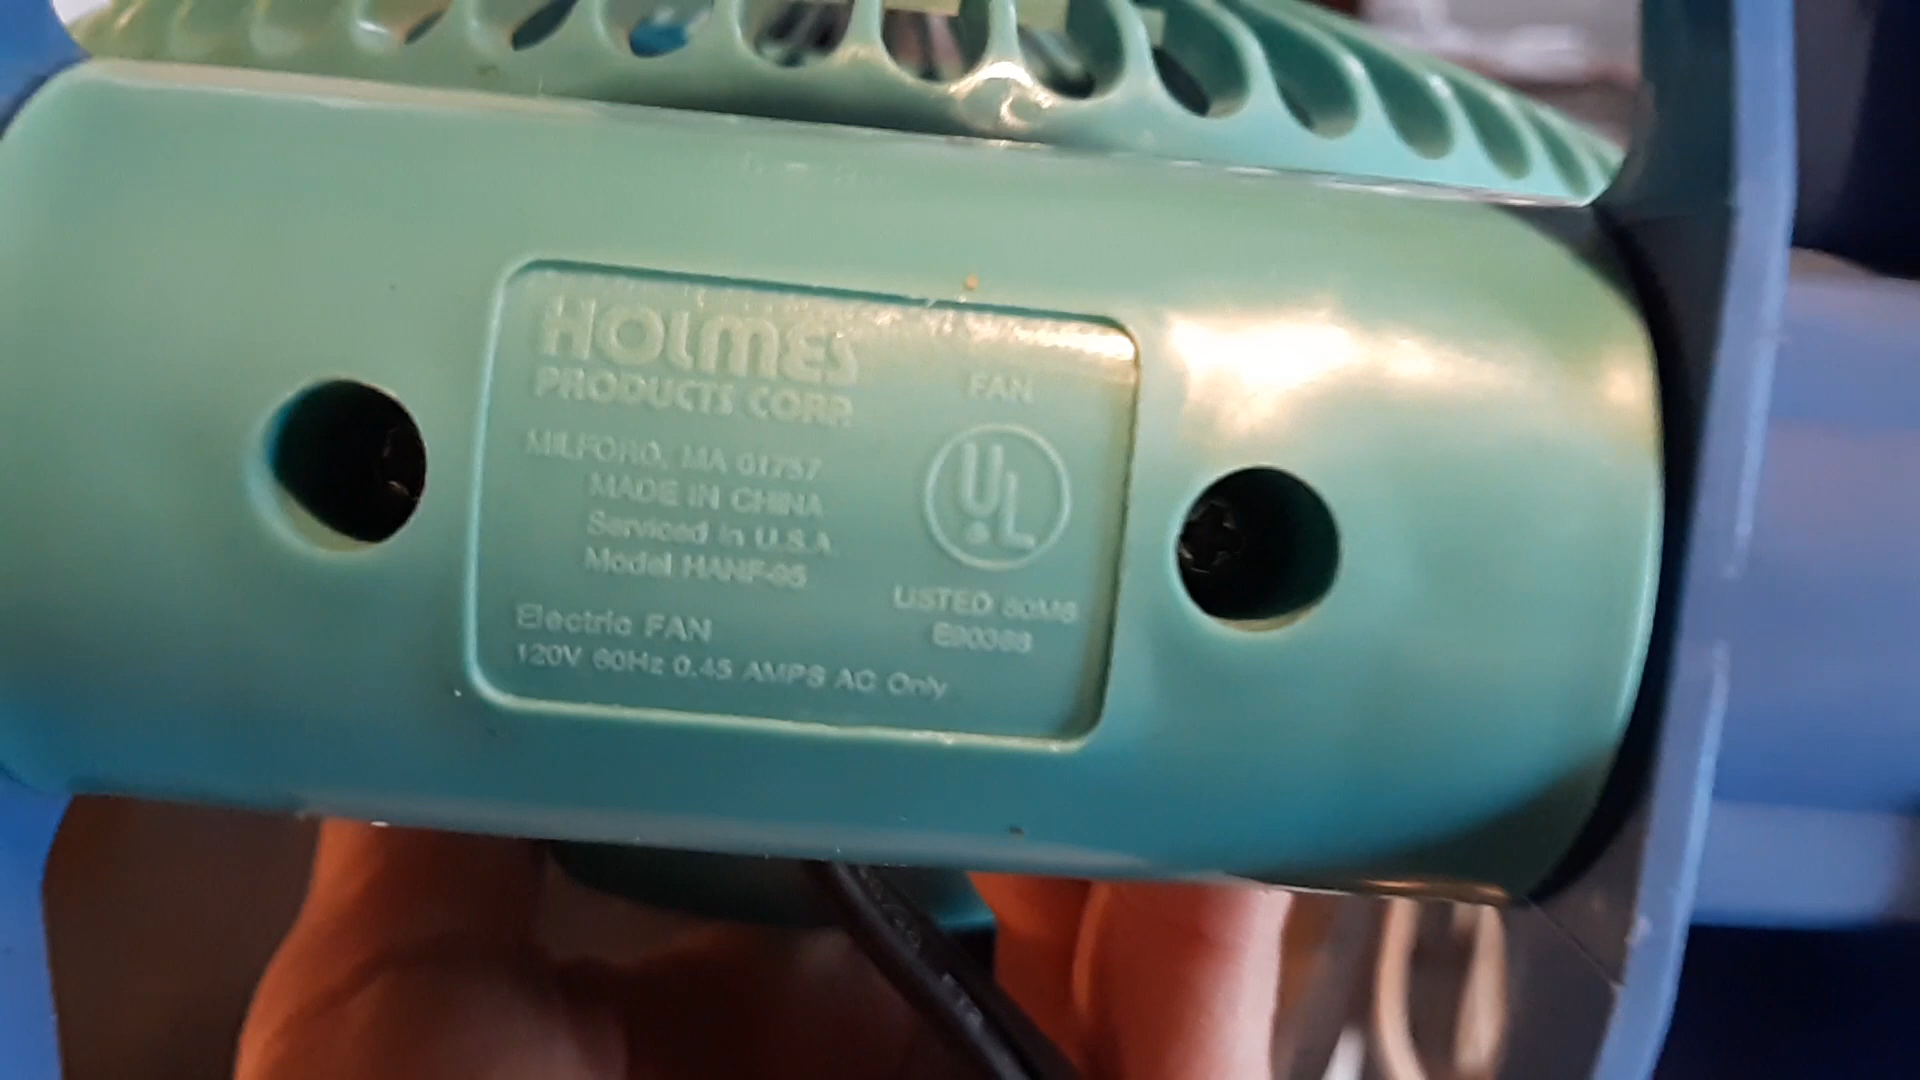 HOLMES
PRODUCTS CORP.
MILFORD, MA 01757
MADE IN CHINA
Serviced in U.S.A
Model HANF-95
Electric FAN
120V 60Hz 0.45 AMPS AC Only
FAN
UL
LISTED